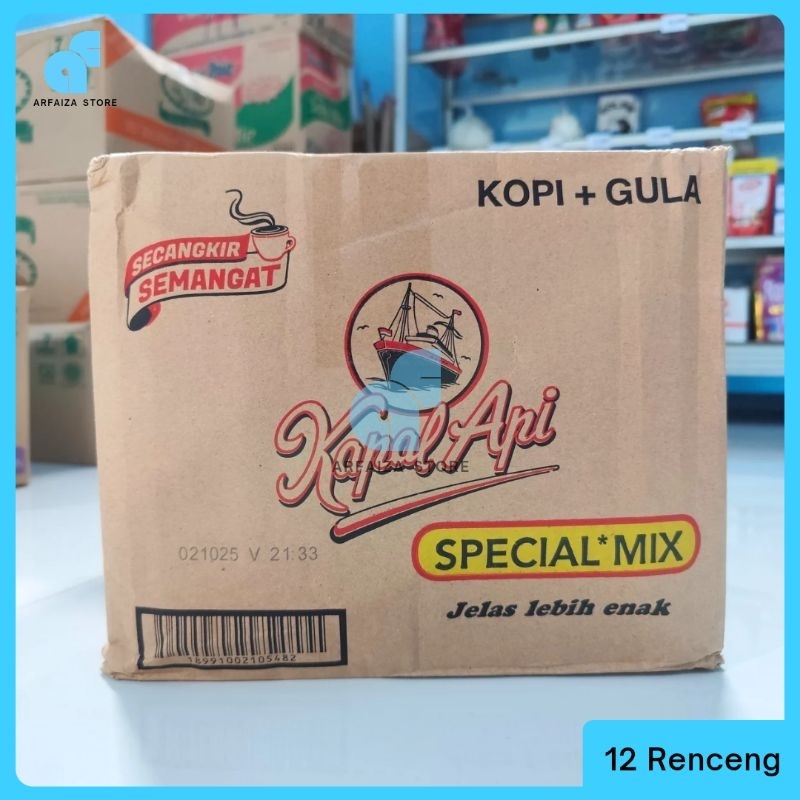 ARFAIZA STORE
KOPI + GULA
SECANGKIR
SEMANGAT
Kapal Api
ARFAIZA STORE
021025 V 21:33
SPECIAL*MIX
Jelas lebih enak
18991002105482
12 Renceng